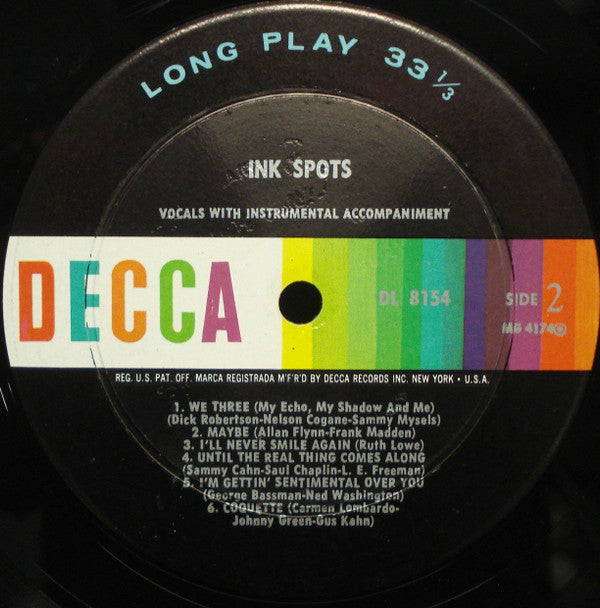 LONG PLAY 33 1/3
INK SPOTS
VOCALS WITH INSTRUMENTAL ACCOMPANIMENT
DECCA
DL 8154
SIDE 2
MG 4174®
REG. U.S. PAT. OFF. MARCA REGISTRADA M'F'R'D BY DECCA RECORDS INC. NEW YORK • U.S.A.
1. WE THREE (My Echo, My Shadow And Me)
(Dick Robertson-Nelson Cogane-Sammy Mysels)
2. MAYBE (Allan Flynn-Frank Madden)
3. I'LL NEVER SMILE AGAIN (Ruth Lowe)
4. UNTIL THE REAL THING COMES ALONG
(Sammy Cahn-Saul Chaplin-L. E. Freeman)
5. I'M GETTIN' SENTIMENTAL OVER YOU
(George Bassman-Ned Washington)
6. COQUETTE (Carmen Lombardo-
Johnny Green-Gus Kahn)